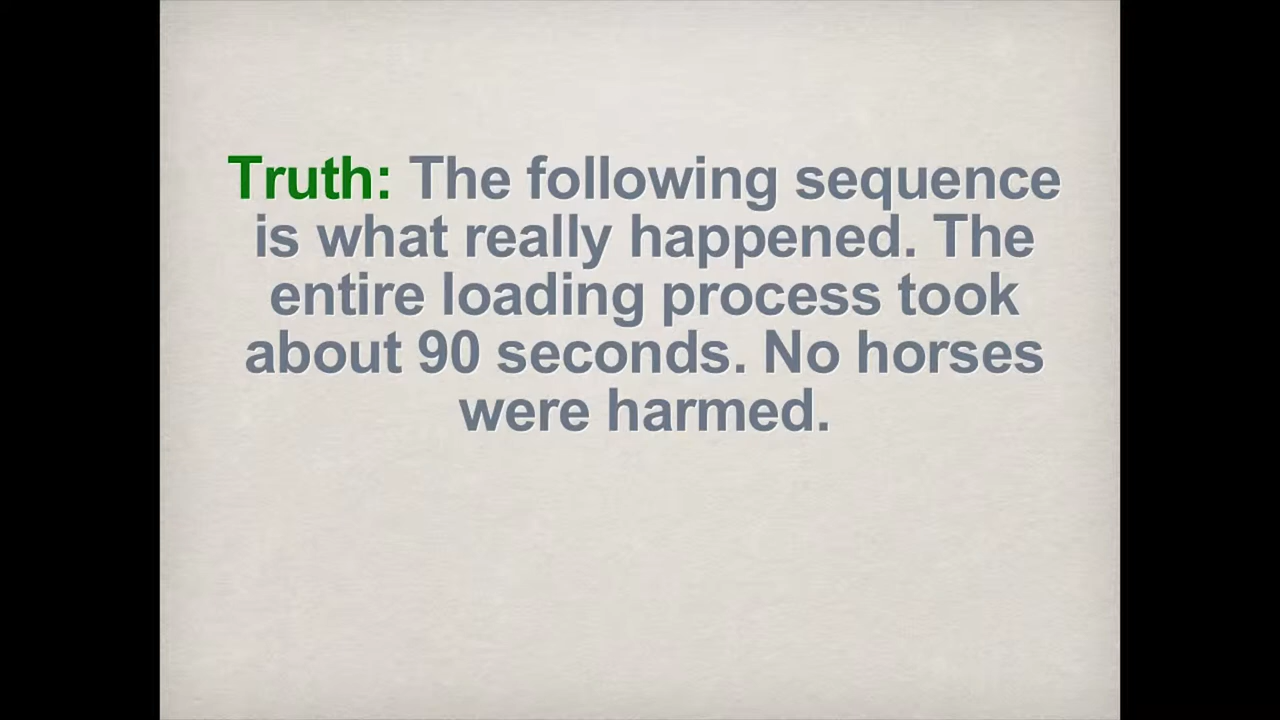 Truth: The following sequence
is what really happened. The
entire loading process took
about 90 seconds. No horses
were harmed.